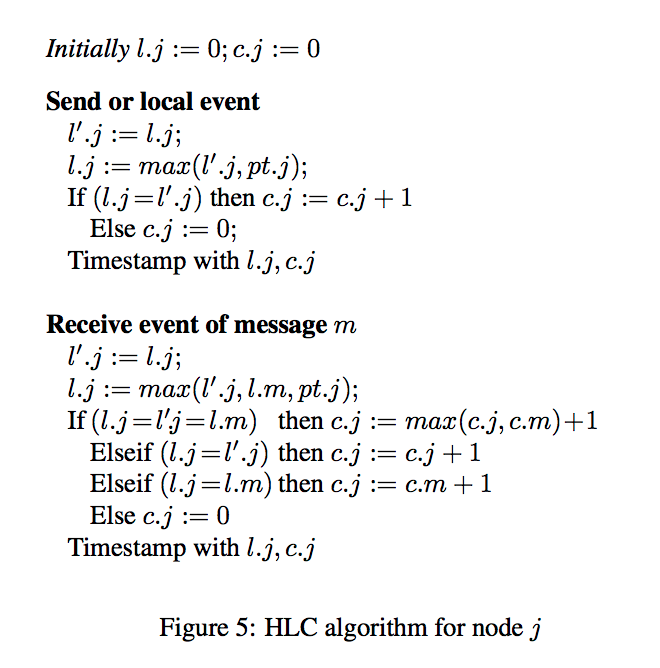 Initially l.j := 0; c.j := 0
Send or local event
l′.j := l.j;
l.j := max(l′.j, pt.j);
If (l.j=l′.j) then c.j := c.j + 1
Else c.j := 0;
Timestamp with l.j, c.j
Receive event of message m
l′.j := l.j;
l.j := max(l′.j, l.m, pt.j);
If (l.j=l′j=l.m) then c.j := max(c.j, c.m)+1
Elseif (l.j=l′.j) then c.j := c.j + 1
Elseif (l.j=l.m) then c.j := c.m + 1
Else c.j := 0
Timestamp with l.j, c.j
Figure 5: HLC algorithm for node j